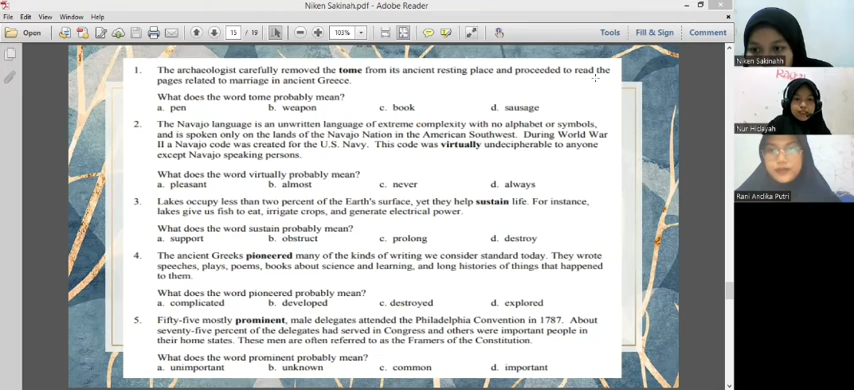 Niken Sakinah.pdf - Adobe Reader
File Edit View Window Help
Open 15 / 19 103% Tools Fill & Sign Comment
1. The archaeologist carefully removed the tome from its ancient resting place and proceeded to read the
pages related to marriage in ancient Greece.
What does the word tome probably mean?
a. pen b. weapon c. book d. sausage
2. The Navajo language is an unwritten language of extreme complexity with no alphabet or symbols,
and is spoken only on the lands of the Navajo Nation in the American Southwest. During World War
II a Navajo code was created for the U.S. Navy. This code was virtually undecipherable to anyone
except Navajo speaking persons.
What does the word virtually probably mean?
a. pleasant b. almost c. never d. always
3. Lakes occupy less than two percent of the Earth's surface, yet they help sustain life. For instance,
lakes give us fish to eat, irrigate crops, and generate electrical power.
What does the word sustain probably mean?
a. support b. obstruct c. prolong d. destroy
4. The ancient Greeks pioneered many of the kinds of writing we consider standard today. They wrote
speeches, plays, poems, books about science and learning, and long histories of things that happened
to them.
What does the word pioneered probably mean?
a. complicated b. developed c. destroyed d. explored
5. Fifty-five mostly prominent, male delegates attended the Philadelphia Convention in 1787. About
seventy-five percent of the delegates had served in Congress and others were important people in
their home states. These men are often referred to as the Framers of the Constitution.
What does the word prominent probably mean?
a. unimportant b. unknown c. common d. important
Niken Sakinahh
Nur Hidayah
Rani Andika Putri